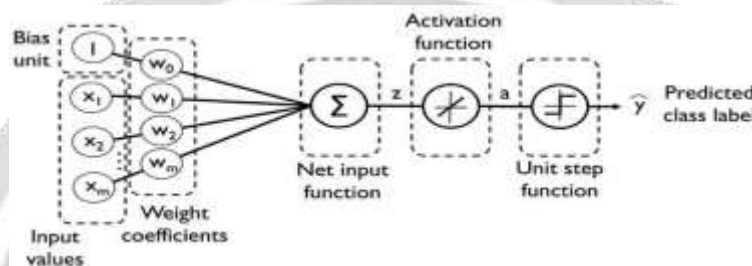 Bias
unit
1
x1
x2
xm
Input
values
w0
w1
w2
wm
Weight
coefficients
Σ
Net input
function
z
Activation
function
a
Unit step
function
ŷ
Predicted
class label